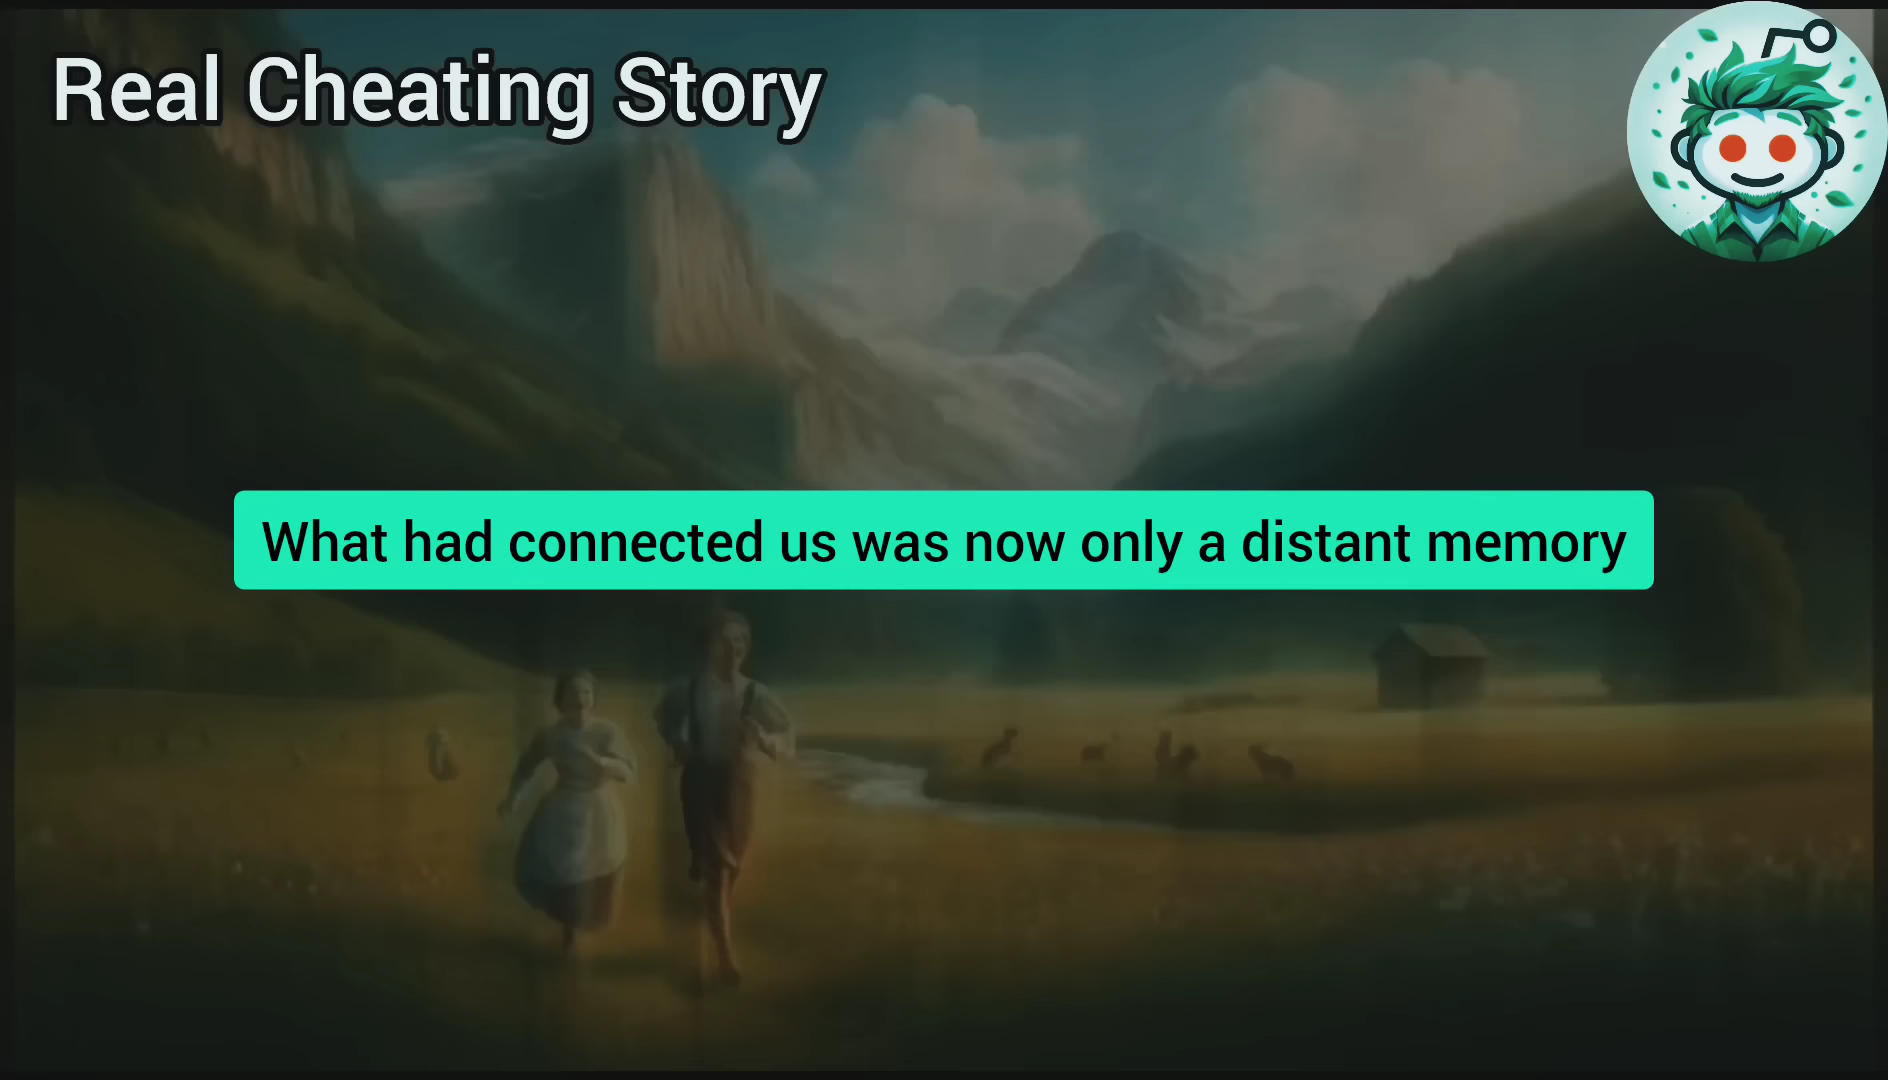 Real Cheating Story
What had connected us was now only a distant memory